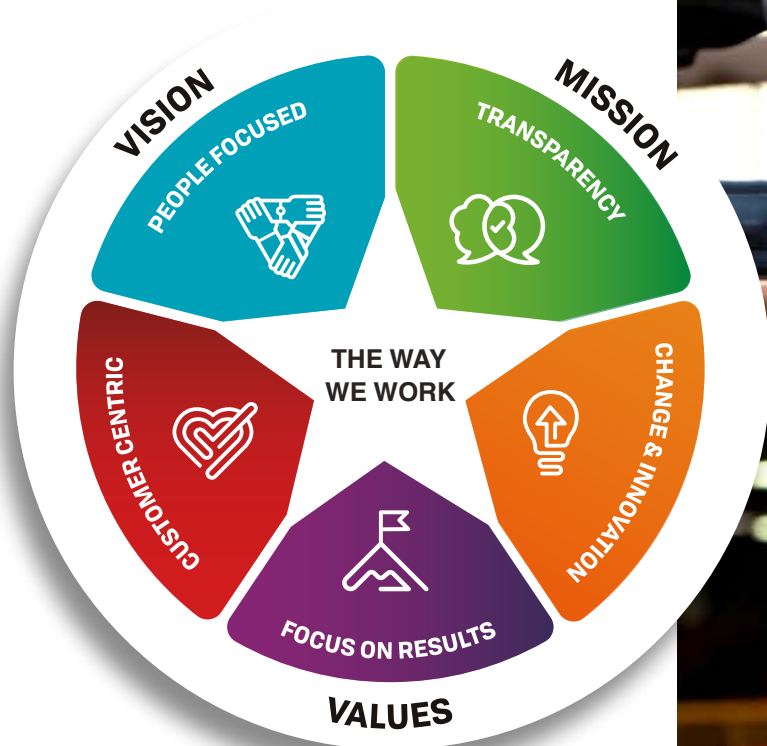 VISION
MISSION
PEOPLE FOCUSED
TRANSPARENCY
THE WAY
WE WORK
CUSTOMER CENTRIC
CHANGE & INNOVATION
FOCUS ON RESULTS
VALUES